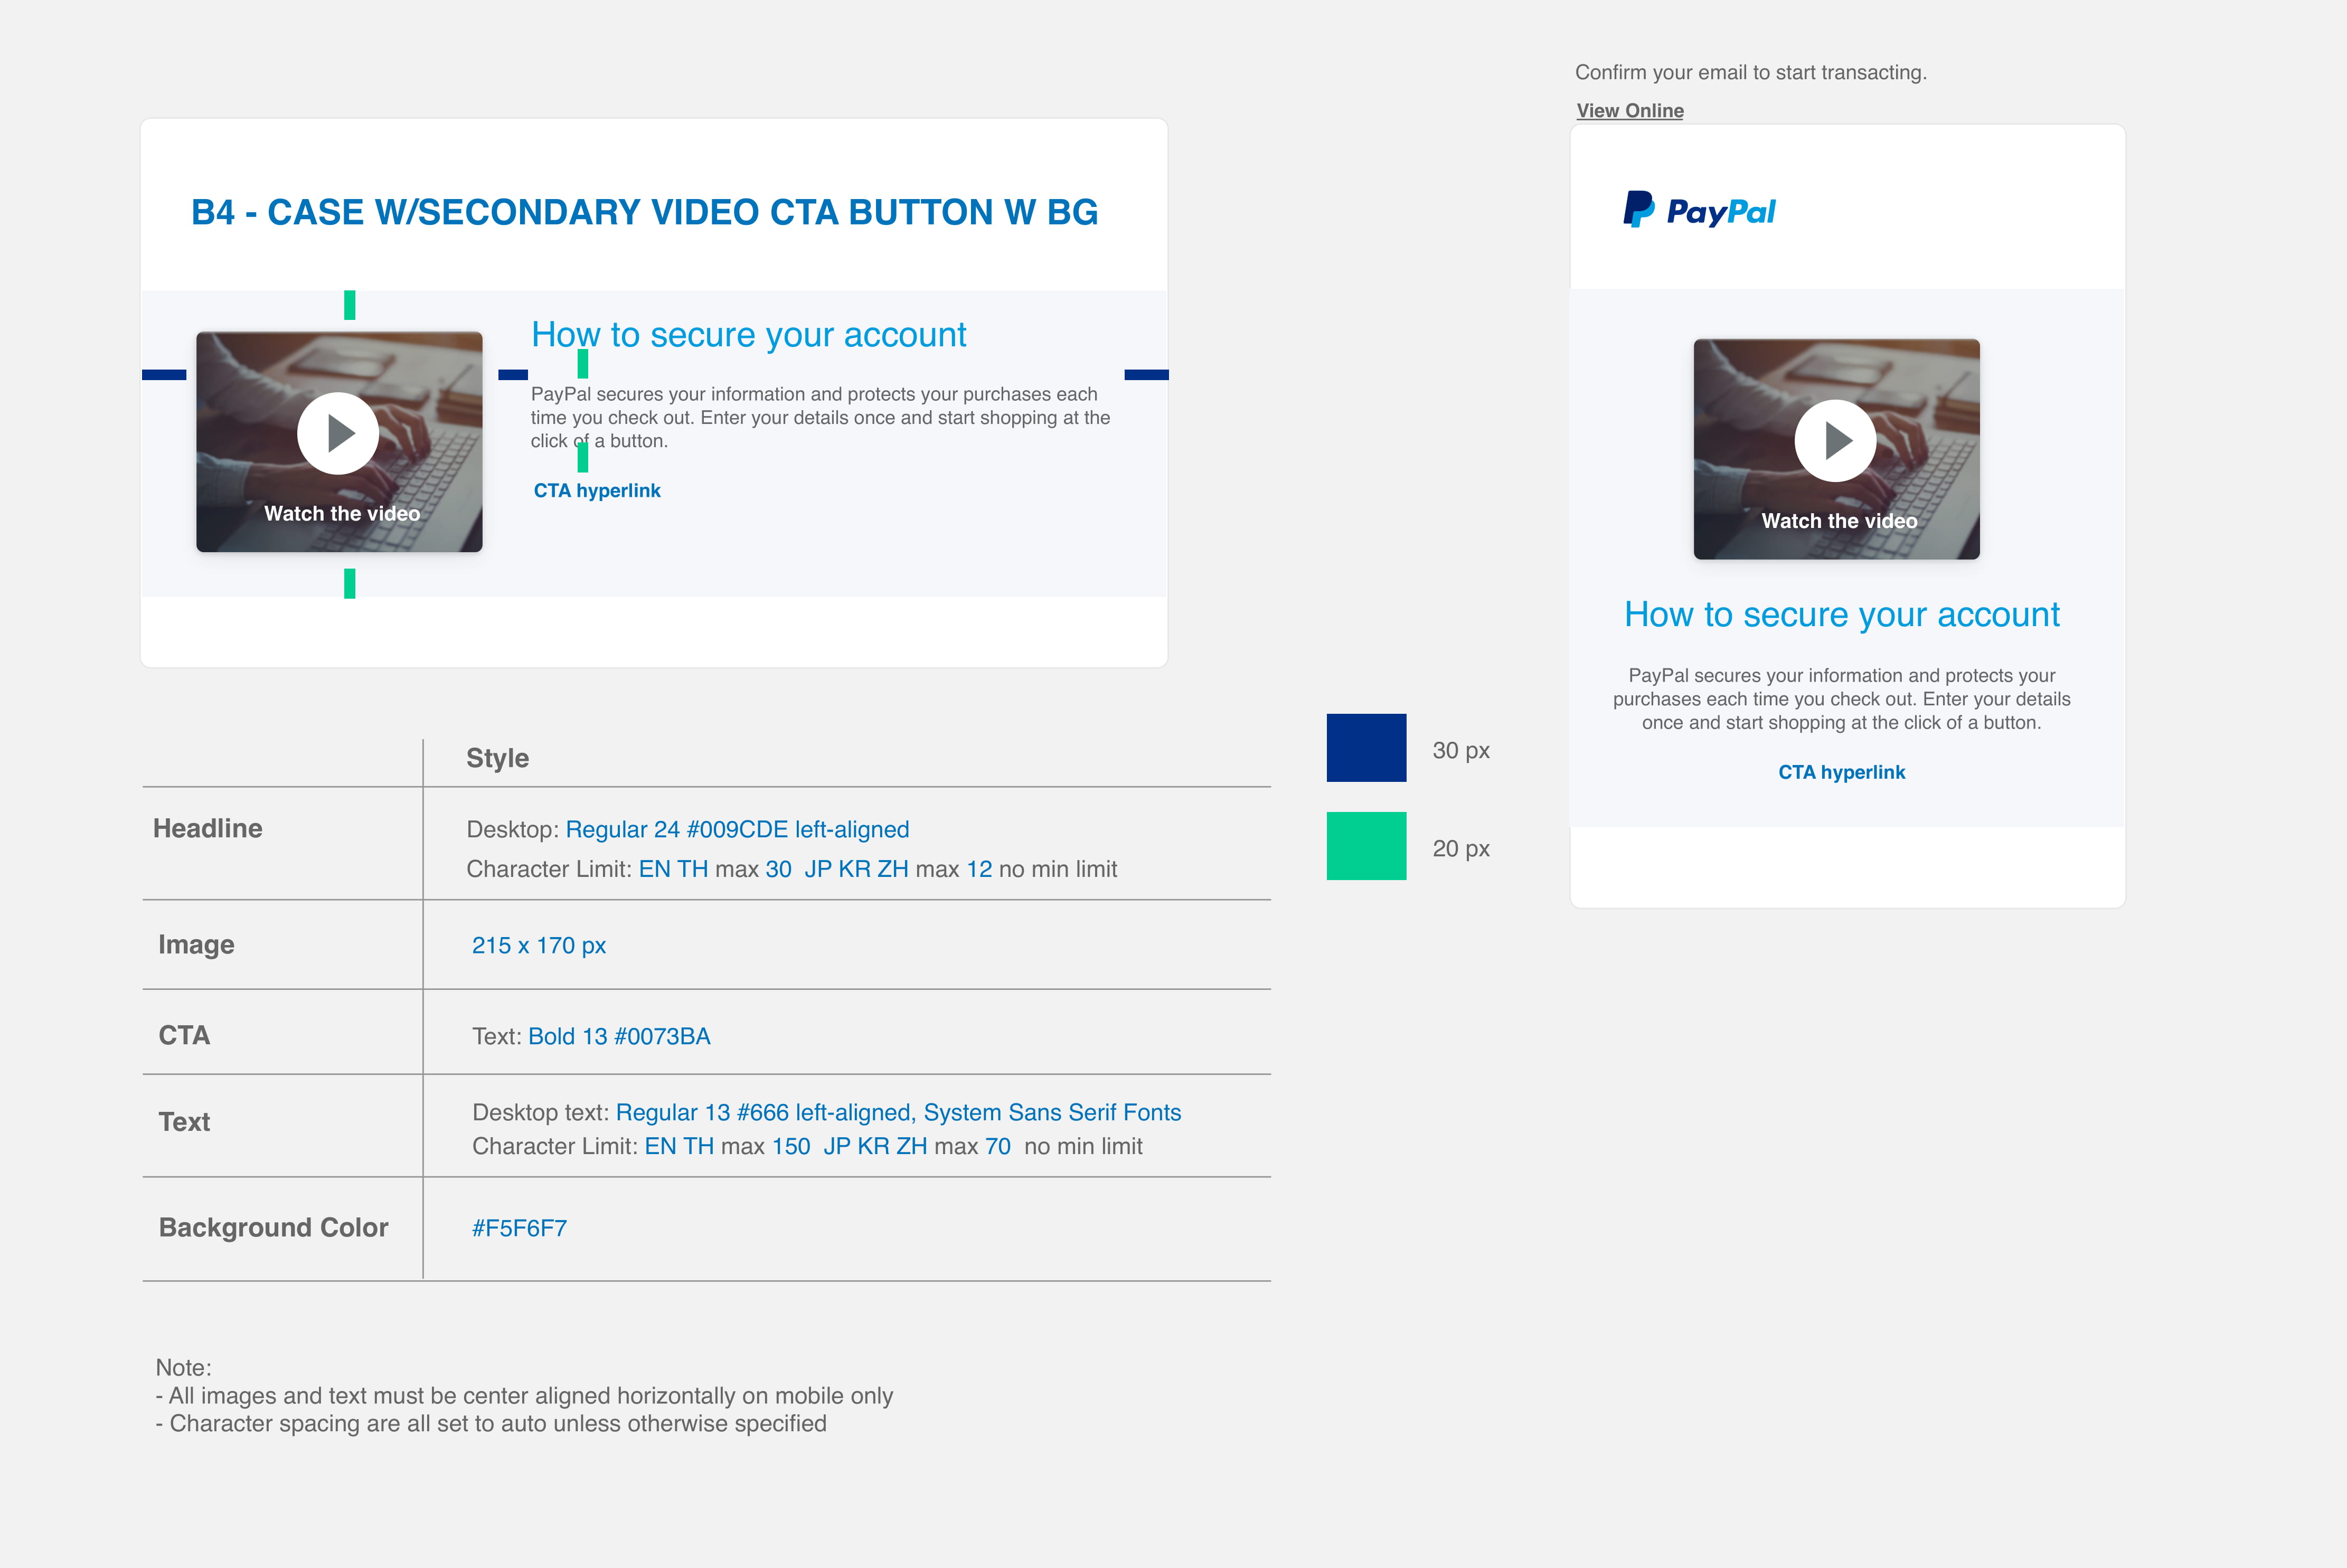 B4 - CASE W/SECONDARY VIDEO CTA BUTTON W BG
Watch the video
How to secure your account
PayPal secures your information and protects your purchases each
time you check out. Enter your details once and start shopping at the
click of a button.
CTA hyperlink
Style
Headline
Desktop: Regular 24 #009CDE left-aligned
Character Limit: EN TH max 30 JP KR ZH max 12 no min limit
Image
215 x 170 px
CTA
Text: Bold 13 #0073BA
Text
Desktop text: Regular 13 #666 left-aligned, System Sans Serif Fonts
Character Limit: EN TH max 150 JP KR ZH max 70 no min limit
Background Color
#F5F6F7
Note:
- All images and text must be center aligned horizontally on mobile only
- Character spacing are all set to auto unless otherwise specified
30 px
20 px
Confirm your email to start transacting.
View Online
PayPal
Watch the video
How to secure your account
PayPal secures your information and protects your
purchases each time you check out. Enter your details
once and start shopping at the click of a button.
CTA hyperlink